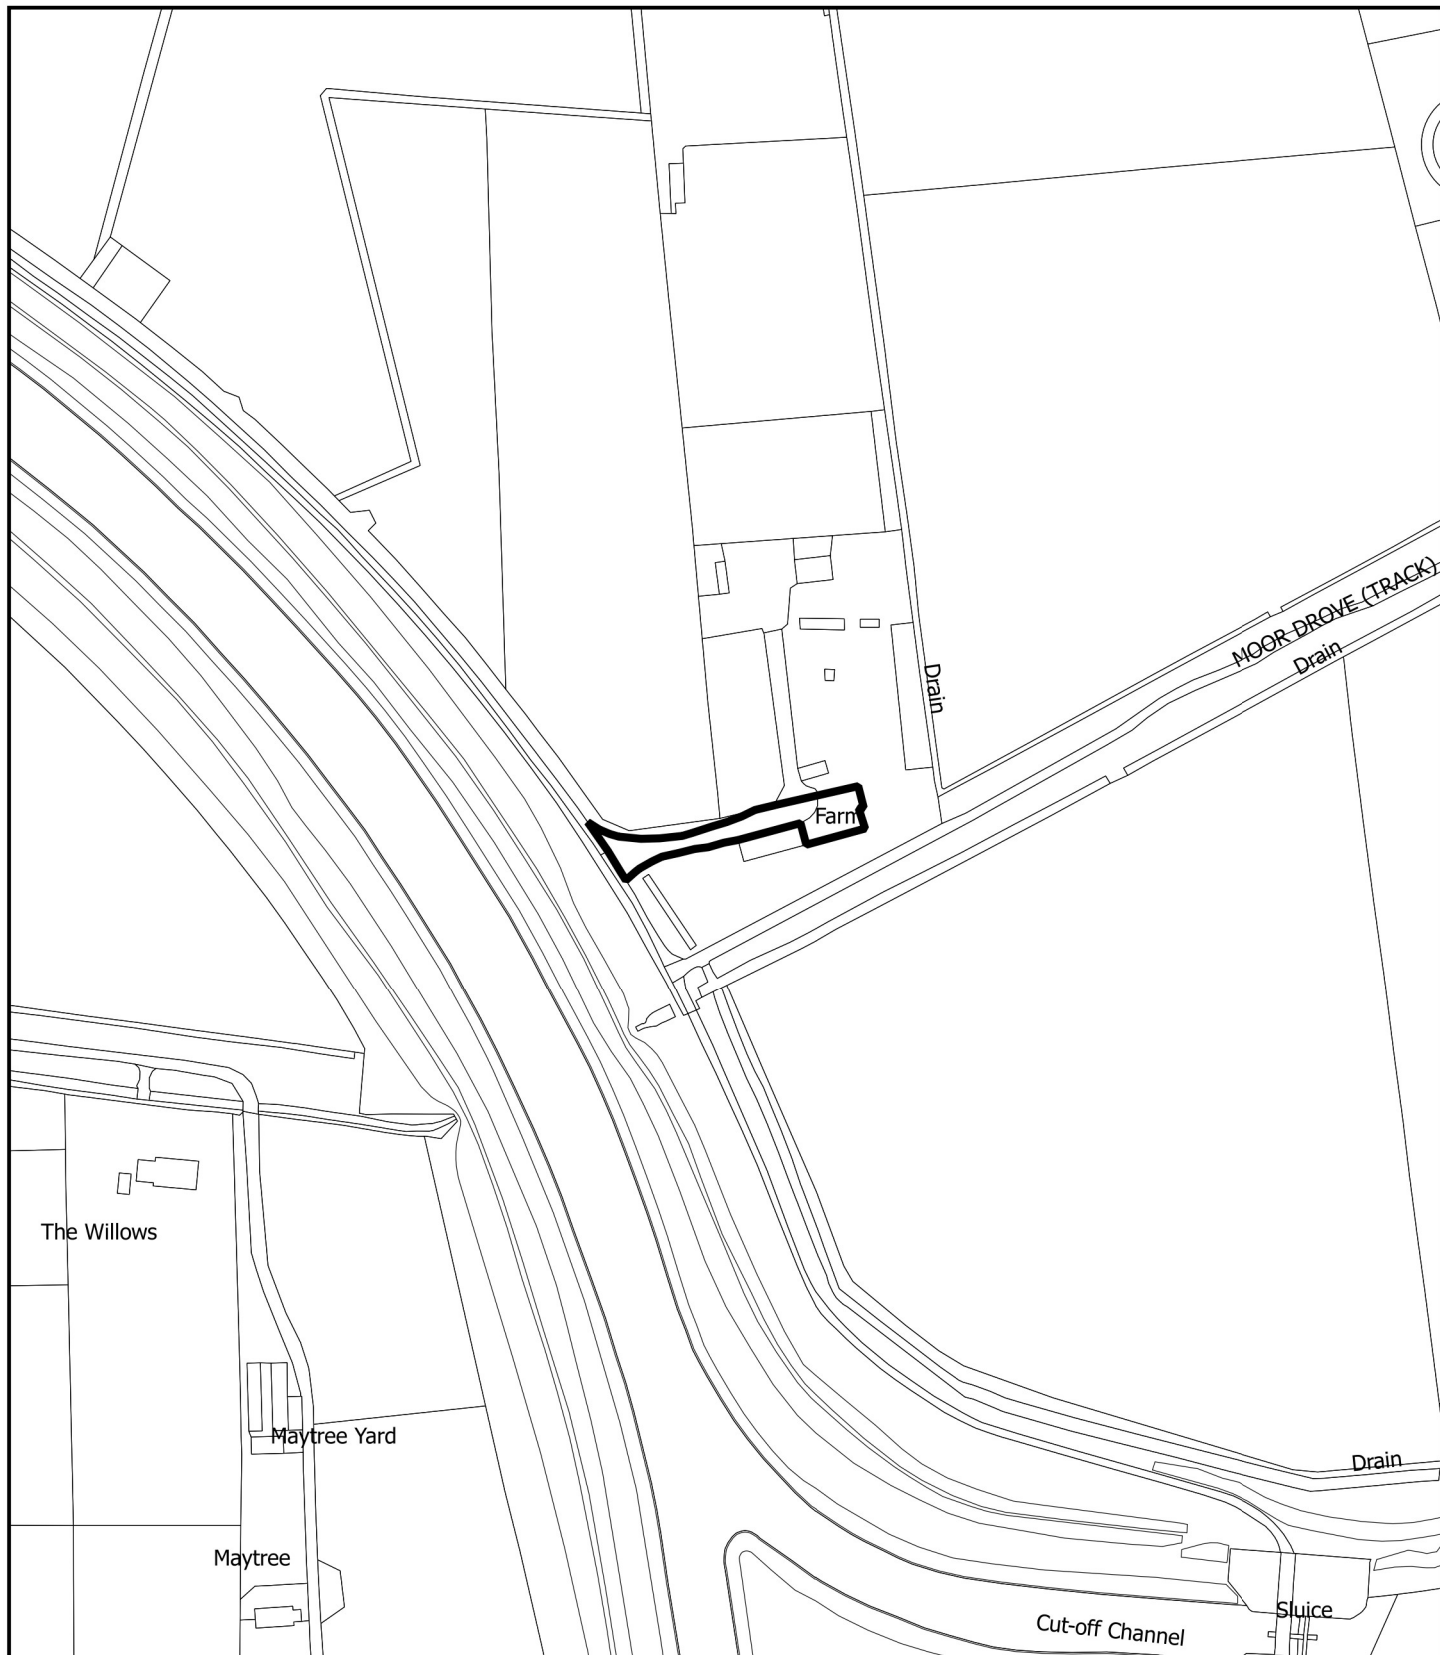 MOOR DROVE (TRACK)
Drain
Drain
Farm
The Willows
Maytree Yard
Drain
Maytree
Sluice
Cut-off Channel